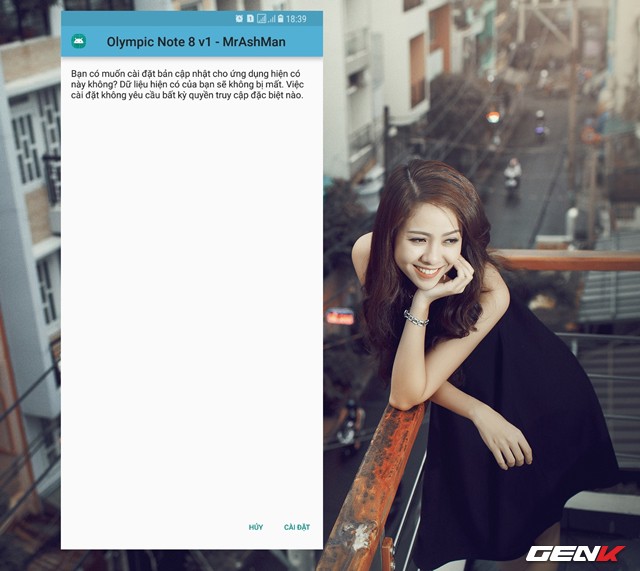 18:39
Olympic Note 8 v1 - MrAshMan
Bạn có muốn cài đặt bản cập nhật cho ứng dụng hiện có
này không? Dữ liệu hiện có của bạn sẽ không bị mất. Việc
cài đặt không yêu cầu bất kỳ quyền truy cập đặc biệt nào.
HỦY CÀI ĐẶT
GENK